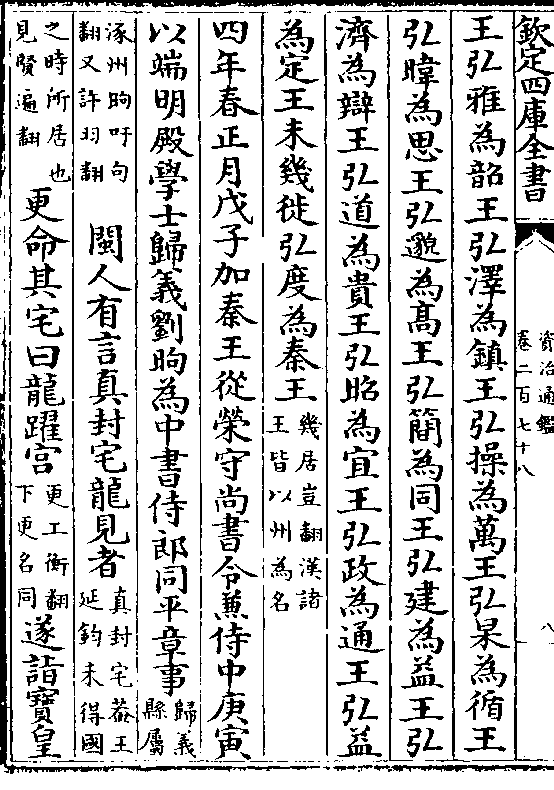 欽定四庫全書
資治通鑑
卷二百七十八
八
王弘雅為韶王弘澤為鎮王弘操為萬王弘杲為循王
弘暐為思王弘邈為高王弘簡為同王弘建為益王弘
濟為辯王弘道為貴王弘昭為宜王弘政為通王弘益
為定王未幾徙弘度為秦王幾居豈翻漢諸
王皆以州為名
四年春正月戊子加秦王從榮守尚書令兼侍中庚寅
以端明殿學士歸義劉昫為中書侍郎同平章事歸義
縣屬
涿州昫吁句
翻又許羽翻
閩人有言真封宅龍見者真封宅葢王
延鈞未得國
之時所居也
見賢遍翻
更命其宅曰龍躍宮更工衡翻
下更名同
遂詣寶皇